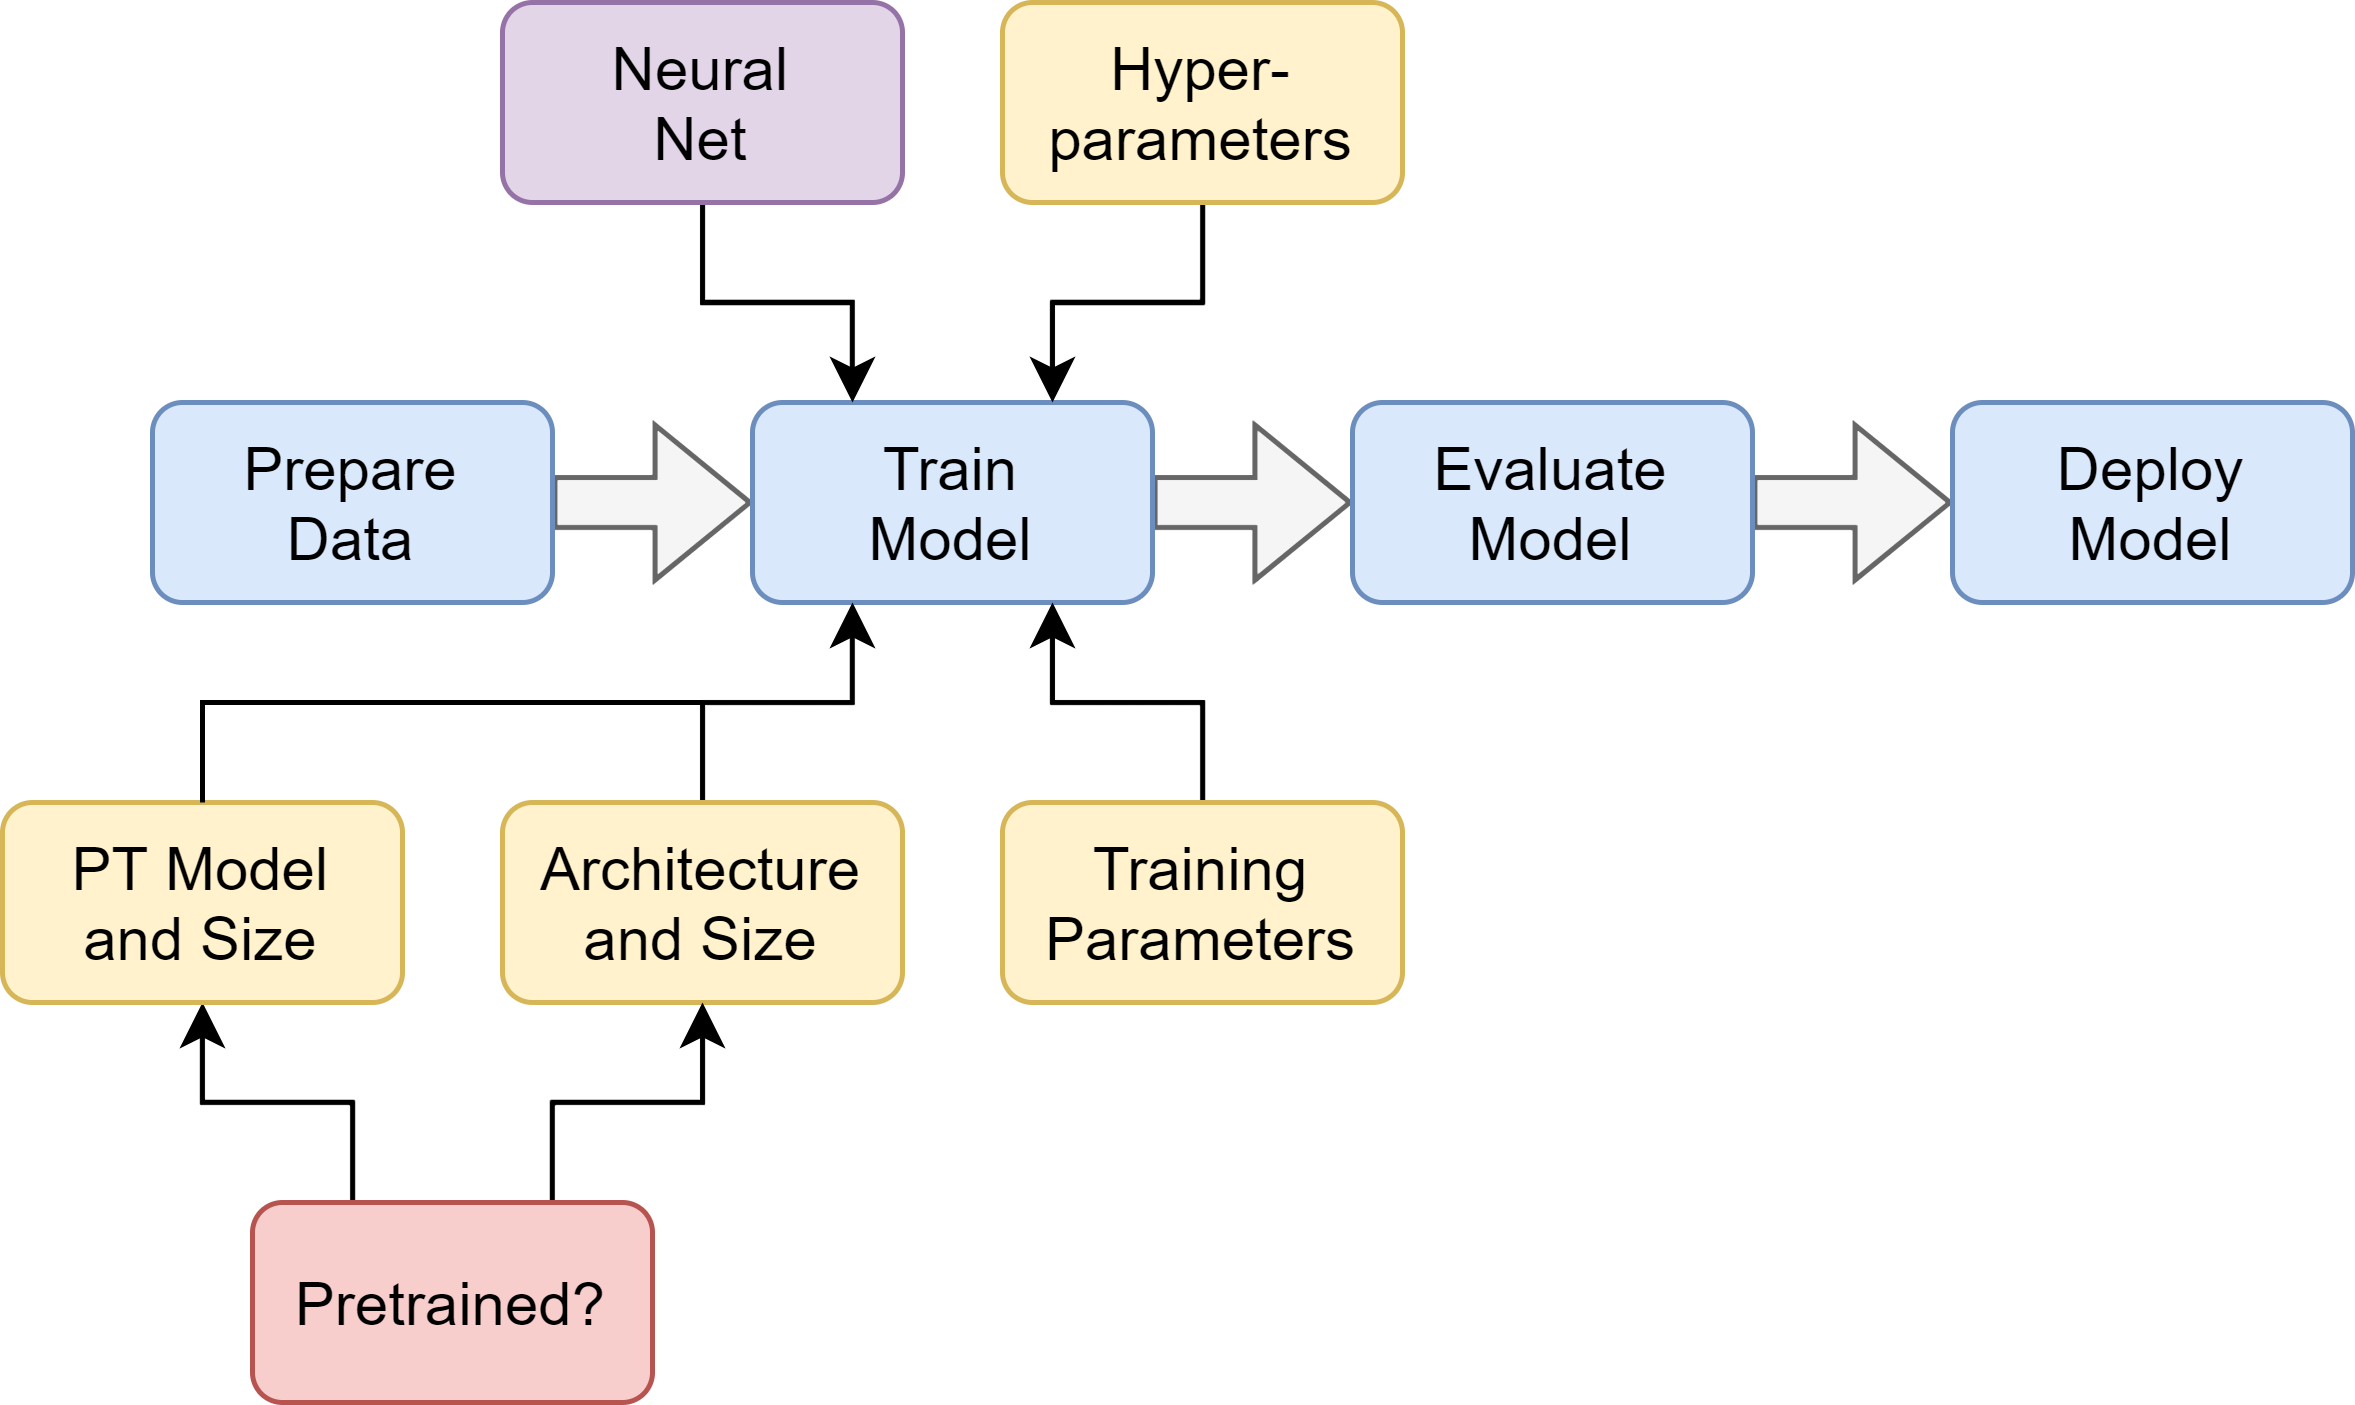 Neural
Net
Hyper-
parameters
Prepare
Data
Train
Model
Evaluate
Model
Deploy
Model
PT Model
and Size
Architecture
and Size
Training
Parameters
Pretrained?